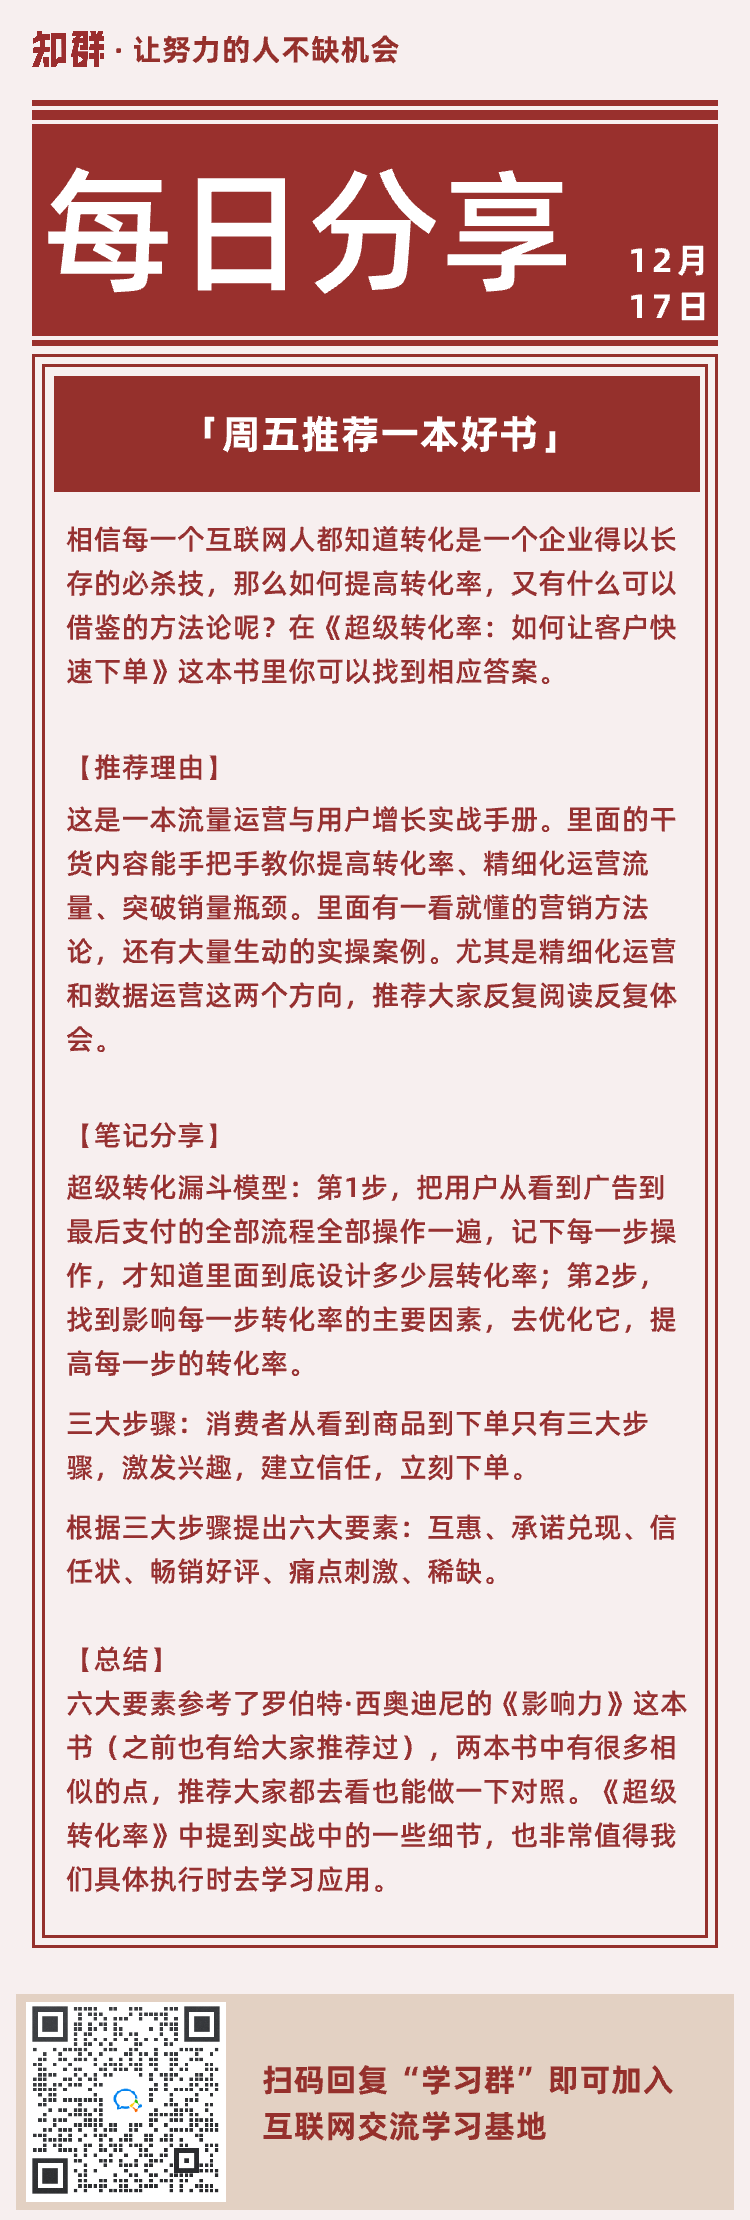 知群 · 让努力的人不缺机会
每日分享
12月
17日
「周五推荐一本好书」
相信每一个互联网人都知道转化是一个企业得以长
存的必杀技，那么如何提高转化率，又有什么可以
借鉴的方法论呢？在《超级转化率：如何让客户快
速下单》这本书里你可以找到相应答案。
【推荐理由】
这是一本流量运营与用户增长实战手册。里面的干
货内容能手把手教你提高转化率、精细化运营流
量、突破销量瓶颈。里面有一看就懂的营销方法
论，还有大量生动的实操案例。尤其是精细化运营
和数据运营这两个方向，推荐大家反复阅读反复体
会。
【笔记分享】
超级转化漏斗模型：第1步，把用户从看到广告到
最后支付的全部流程全部操作一遍，记下每一步操
作，才知道里面到底设计多少层转化率；第2步，
找到影响每一步转化率的主要因素，去优化它，提
高每一步的转化率。
三大步骤：消费者从看到商品到下单只有三大步
骤，激发兴趣，建立信任，立刻下单。
根据三大步骤提出六大要素：互惠、承诺兑现、信
任状、畅销好评、痛点刺激、稀缺。
【总结】
六大要素参考了罗伯特·西奥迪尼的《影响力》这本
书（之前也有给大家推荐过），两本书中有很多相
似的点，推荐大家都去看也能做一下对照。《超级
转化率》中提到实战中的一些细节，也非常值得我
们具体执行时去学习应用。
扫码回复“学习群”即可加入
互联网交流学习基地